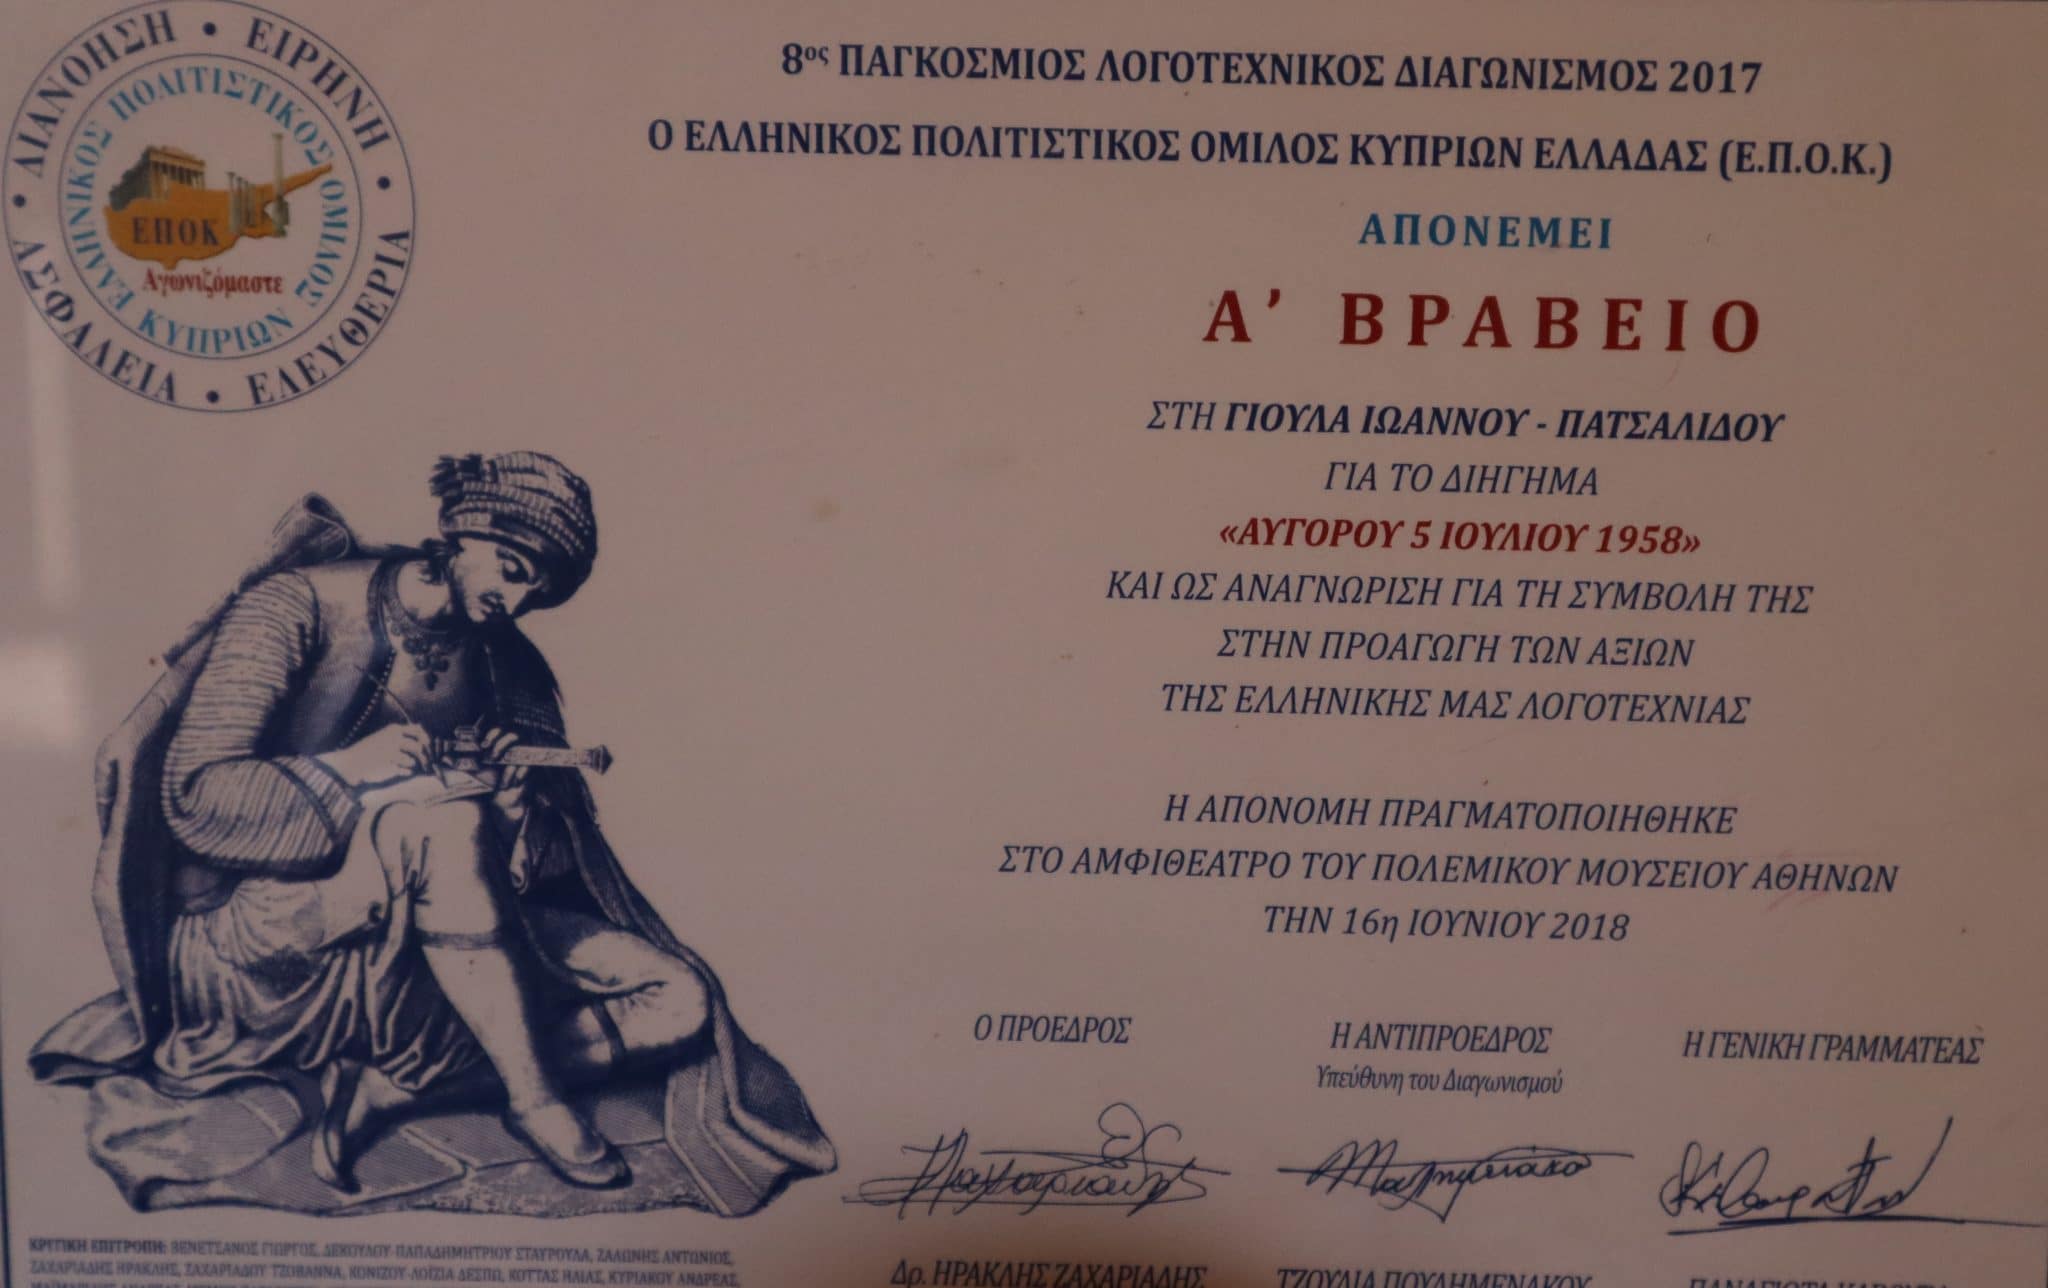 ΔΙΑΝΟΗΣΗ • ΕΙΡΗΝΗ • ΕΛΕΥΘΕΡΙΑ • ΑΣΦΑΛΕΙΑ •
ΕΛΛΗΝΙΚΟΣ ΠΟΛΙΤΙΣΤΙΚΟΣ ΟΜΙΛΟΣ ΚΥΠΡΙΩΝ
ΕΠΟΚ
Αγωνιζόμαστε
8ος ΠΑΓΚΟΣΜΙΟΣ ΛΟΓΟΤΕΧΝΙΚΟΣ ΔΙΑΓΩΝΙΣΜΟΣ 2017
Ο ΕΛΛΗΝΙΚΟΣ ΠΟΛΙΤΙΣΤΙΚΟΣ ΟΜΙΛΟΣ ΚΥΠΡΙΩΝ ΕΛΛΑΔΑΣ (Ε.Π.Ο.Κ.)
ΑΠΟΝΕΜΕΙ
Α’ ΒΡΑΒΕΙΟ
ΣΤΗ ΓΙΟΥΛΑ ΙΩΑΝΝΟΥ - ΠΑΤΣΑΛΙΔΟΥ
ΓΙΑ ΤΟ ΔΙΗΓΗΜΑ
«ΑΥΓΟΡΟΥ 5 ΙΟΥΛΙΟΥ 1958»
ΚΑΙ ΩΣ ΑΝΑΓΝΩΡΙΣΗ ΓΙΑ ΤΗ ΣΥΜΒΟΛΗ ΤΗΣ
ΣΤΗΝ ΠΡΟΑΓΩΓΗ ΤΩΝ ΑΞΙΩΝ
ΤΗΣ ΕΛΛΗΝΙΚΗΣ ΜΑΣ ΛΟΓΟΤΕΧΝΙΑΣ
Η ΑΠΟΝΟΜΗ ΠΡΑΓΜΑΤΟΠΟΙΗΘΗΚΕ
ΣΤΟ ΑΜΦΙΘΕΑΤΡΟ ΤΟΥ ΠΟΛΕΜΙΚΟΥ ΜΟΥΣΕΙΟΥ ΑΘΗΝΩΝ
ΤΗΝ 16η ΙΟΥΝΙΟΥ 2018
Ο ΠΡΟΕΔΡΟΣ
Η ΑΝΤΙΠΡΟΕΔΡΟΣ
Υπεύθυνη του Διαγωνισμού
Η ΓΕΝΙΚΗ ΓΡΑΜΜΑΤΕΑΣ
Δρ. ΗΡΑΚΛΗΣ ΖΑΧΑΡΙΑΔΗΣ
ΤΖΟΥΛΙΑ ΠΟΥΛΗΜΕΝΑΚΟΥ
ΚΡΙΤΙΚΗ ΕΠΙΤΡΟΠΗ: ΒΕΝΕΤΣΑΝΟΣ ΓΙΩΡΓΟΣ, ΔΕΚΟΥΛΟΥ-ΠΑΠΑΔΗΜΗΤΡΙΟΥ ΣΤΑΥΡΟΥΛΑ, ΖΑΛΩΝΗΣ ΑΝΤΩΝΙΟΣ,
ΖΑΧΑΡΙΑΔΗΣ ΗΡΑΚΛΗΣ, ΖΑΧΑΡΙΑΔΟΥ ΤΖΟΒΑΝΝΑ, ΚΟΝΙΖΟΥ-ΛΟΪΖΙΑ ΔΕΣΠΩ, ΚΟΤΤΑΣ ΗΛΙΑΣ, ΚΥΡΙΑΚΟΥ ΑΝΔΡΕΑΣ,